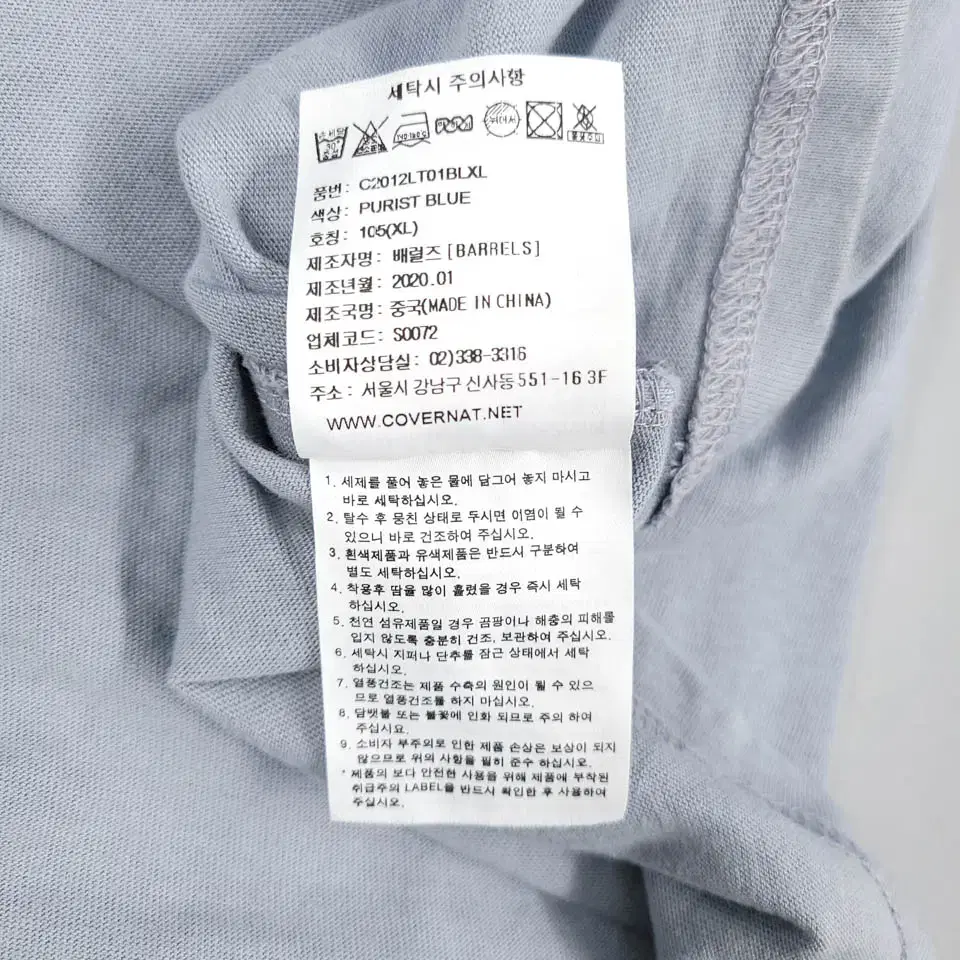 세탁시 주의사항
30°
140-160°C
뉘어서
품번: C2012LT01BLXL
색상: PURIST BLUE
호칭: 105(XL)
제조자명: 배럴즈 [BARRELS]
제조년월: 2020.01
제조국명: 중국(MADE IN CHINA)
업체코드: S0072
소비자상담실: 02)338-3316
주소: 서울시 강남구 신사동 551-16 3F
WWW.COVERNAT.NET
1. 세제를 풀어 놓은 물에 담그어 놓지 마시고
바로 세탁하십시오.
2. 탈수 후 뭉친 상태로 두시면 이염이 될 수
있으니 바로 건조하여 주십시오.
3. 흰색제품과 유색제품은 반드시 구분하여
별도 세탁하십시오.
4. 착용후 땀을 많이 흘렸을 경우 즉시 세탁
하십시오.
5. 천연 섬유제품일 경우 곰팡이나 해충의 피해를
입지 않도록 충분히 건조, 보관하여 주십시오.
6. 세탁시 지퍼나 단추를 잠근 상태에서 세탁
하십시오.
7. 열풍건조는 제품 수축의 원인이 될 수 있으
므로 열풍건조를 하지 마십시오.
8. 담뱃불 또는 불꽃에 인화 되므로 주의 하여
주십시요.
9. 소비자 부주의로 인한 제품 손상은 보상이 되지
않으므로 위의 사항을 필히 준수 하십시오.
* 제품의 보다 안전한 사용을 위해 제품에 부착된
취급주의 LABEL를 반드시 확인한 후 사용하여
주십시오.